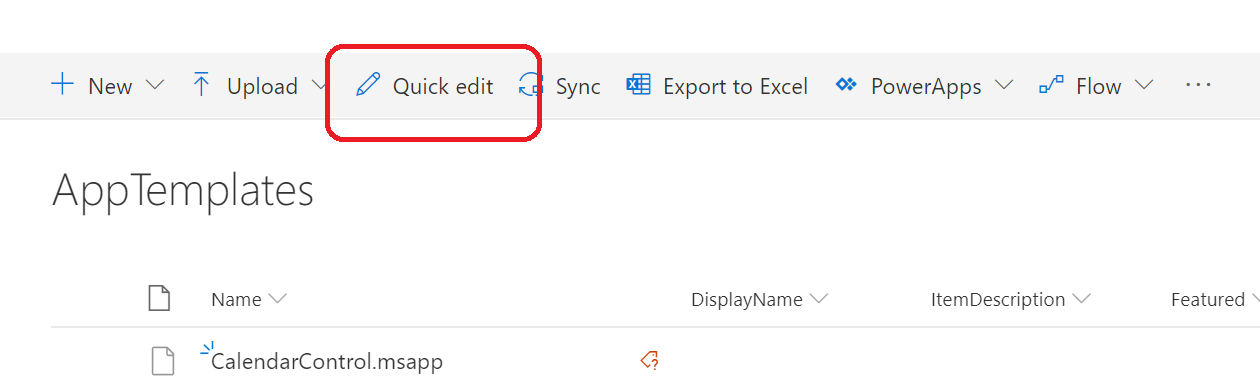 New Upload Quick edit Sync Export to Excel PowerApps Flow ...
AppTemplates
Name DisplayName ItemDescription Featured
CalendarControl.msapp